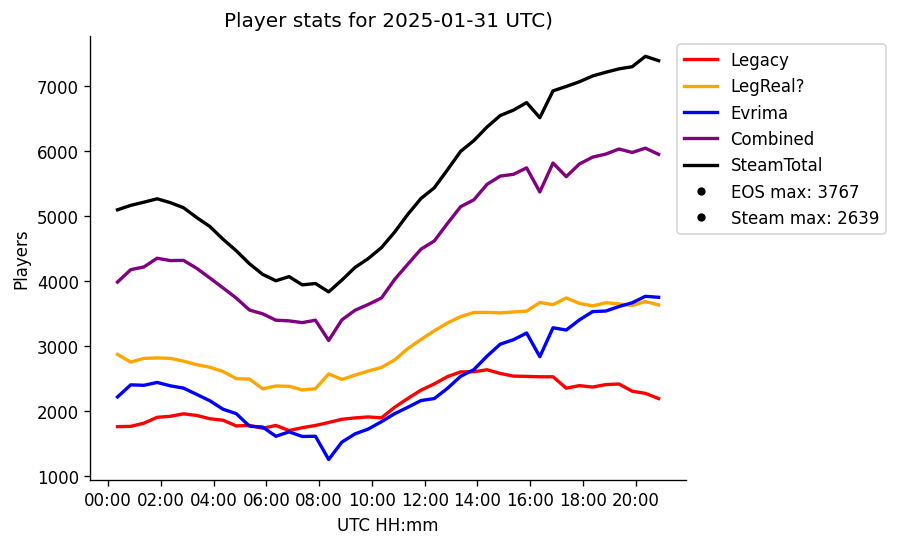 Player stats for 2025-01-31 UTC)
Players
7000
6000
5000
4000
3000
2000
1000
00:00 02:00 04:00 06:00 08:00 10:00 12:00 14:00 16:00 18:00 20:00
UTC HH:mm
Legacy
LegReal?
Evrima
Combined
SteamTotal
EOS max: 3767
Steam max: 2639